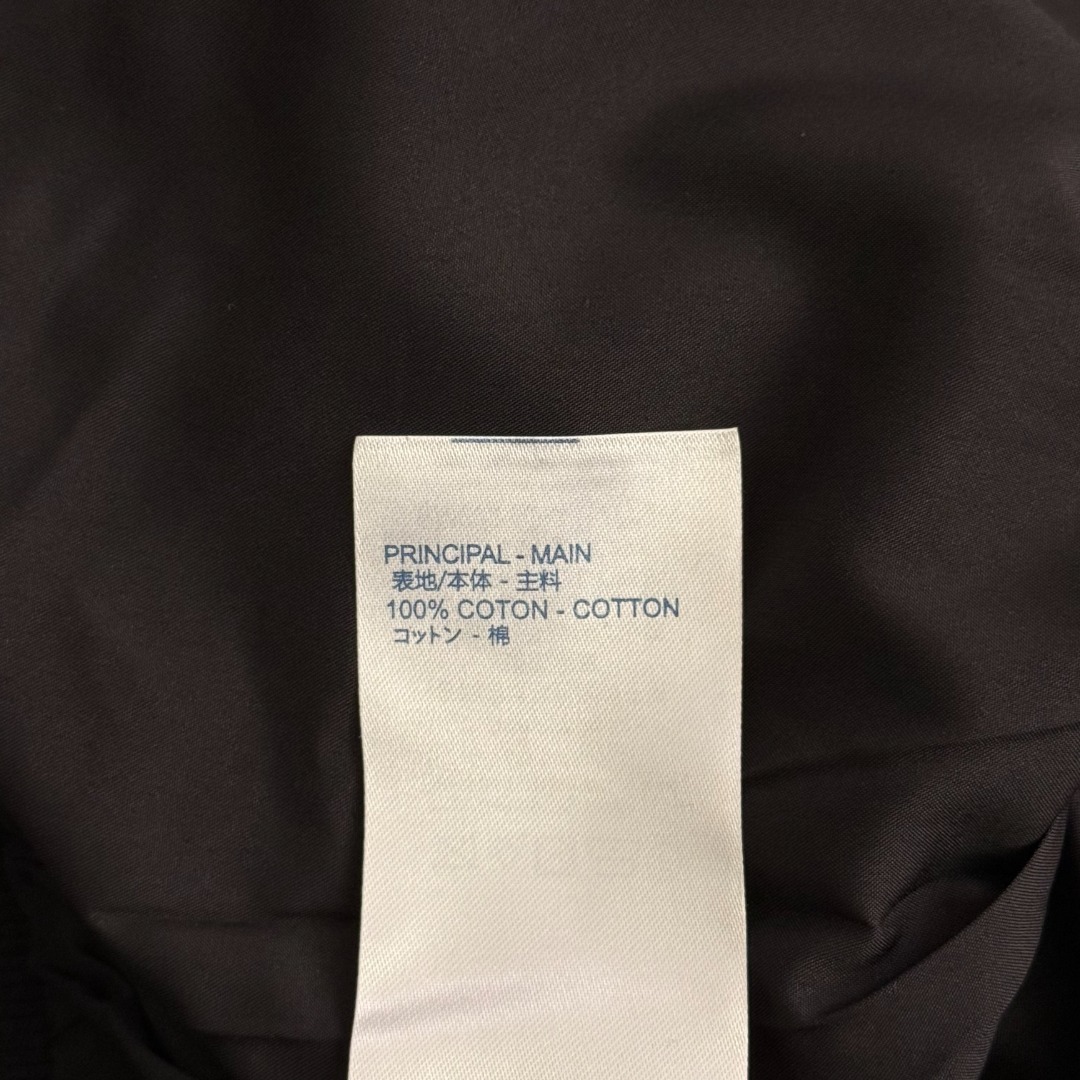 PRINCIPAL - MAIN
表地/本体 - 主料
100% COTON - COTTON
コットン - 棉